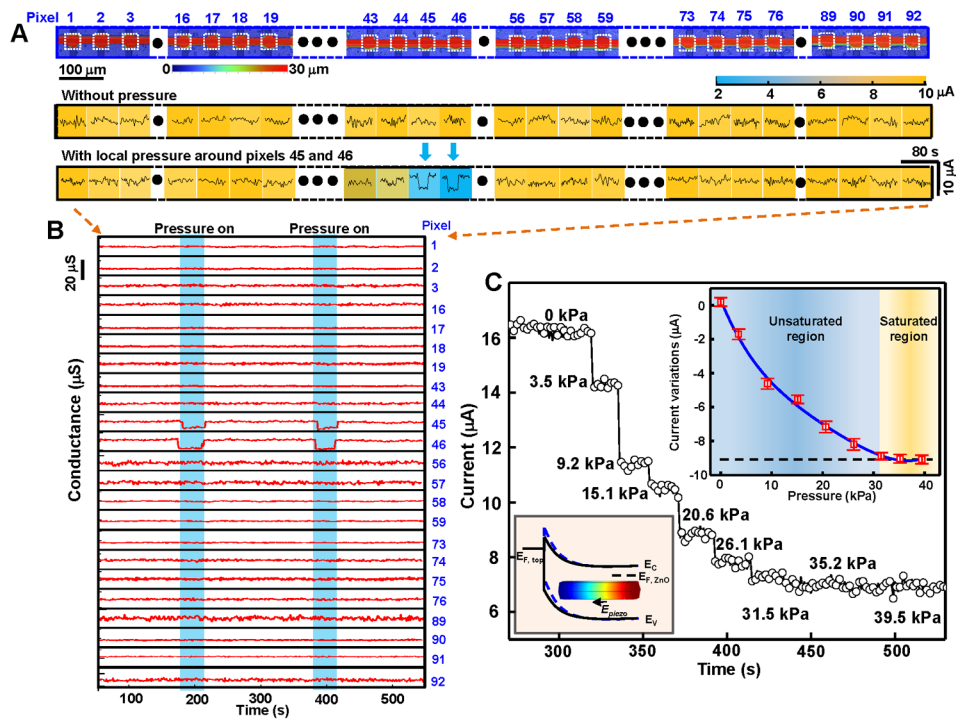 Pixel 1 2 3 16 17 18 19 43 44 45 46 56 57 58 59 73 74 75 76 89 90 91 92
A
100 μm
0 30 μm
2 4 6 8 10 μA
Without pressure
With local pressure around pixels 45 and 46
80 s
10 μA
B
Pressure on Pressure on Pixel
20 μS
Conductance (μS)
1
2
3
16
17
18
19
43
44
45
46
56
57
58
59
73
74
75
76
89
90
91
92
100 200 300 400 500
Time (s)
C
Current (μA)
16
14
12
10
8
6
0 kPa
3.5 kPa
9.2 kPa
15.1 kPa
20.6 kPa
26.1 kPa
31.5 kPa
35.2 kPa
39.5 kPa
300 350 400 450 500
Time (s)
Current variations (μA)
0
-2
-4
-6
-8
-10
Unsaturated
region
Saturated
region
0 10 20 30 40
Pressure (kPa)
E_F, top
E_C
E_F, ZnO
E_piezo
E_V